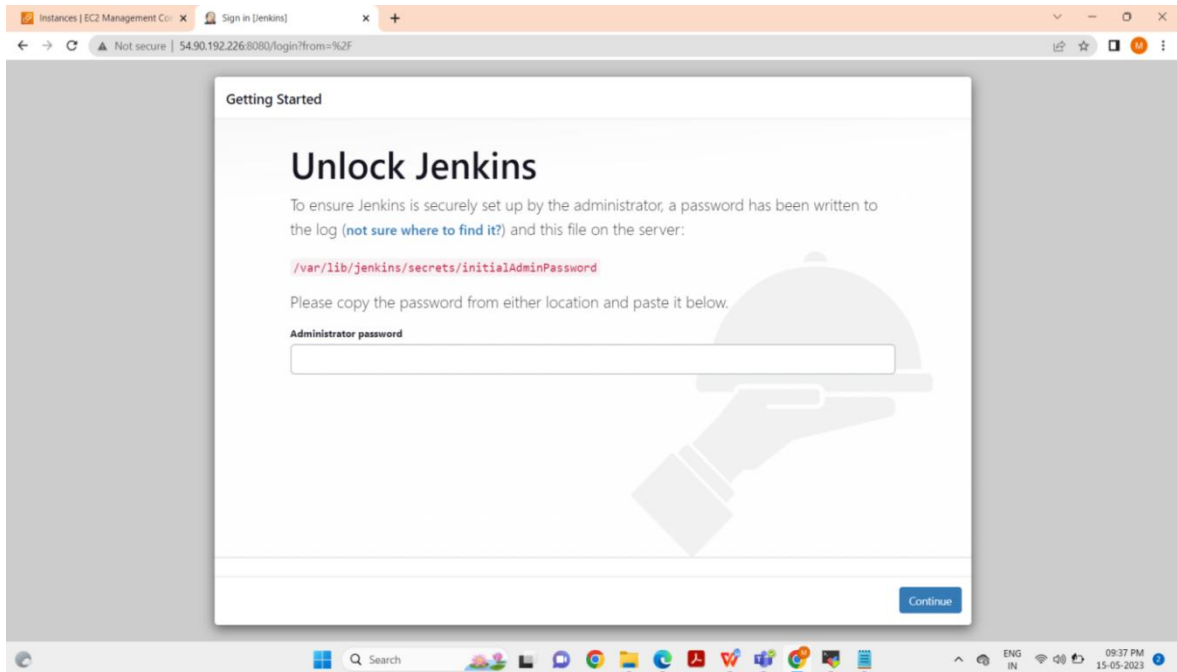 Instances | EC2 Management Co
Sign in [Jenkins]
Not secure | 54.90.192.226:8080/login?from=%2F
M
Getting Started
Unlock Jenkins
To ensure Jenkins is securely set up by the administrator, a password has been written to
the log (not sure where to find it?) and this file on the server:
/var/lib/jenkins/secrets/initialAdminPassword
Please copy the password from either location and paste it below.
Administrator password
Continue
Search
ENG
IN
09:37 PM
15-05-2023
2